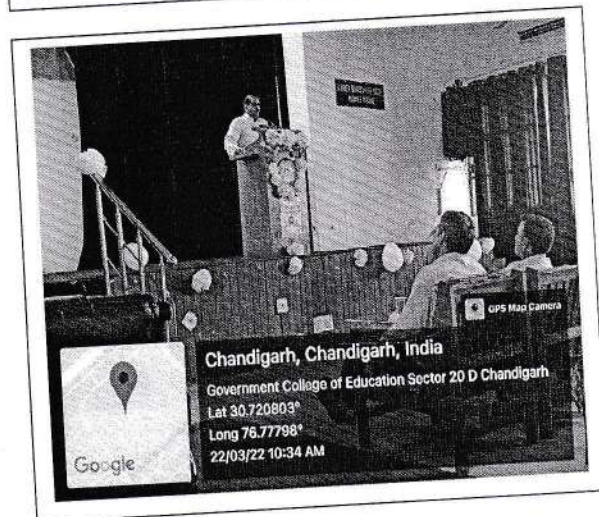 GPS Map Camera
Chandigarh, Chandigarh, India
Government College of Education Sector 20 D Chandigarh
Lat 30.720803°
Long 76.77798°
22/03/22 10:34 AM
Google